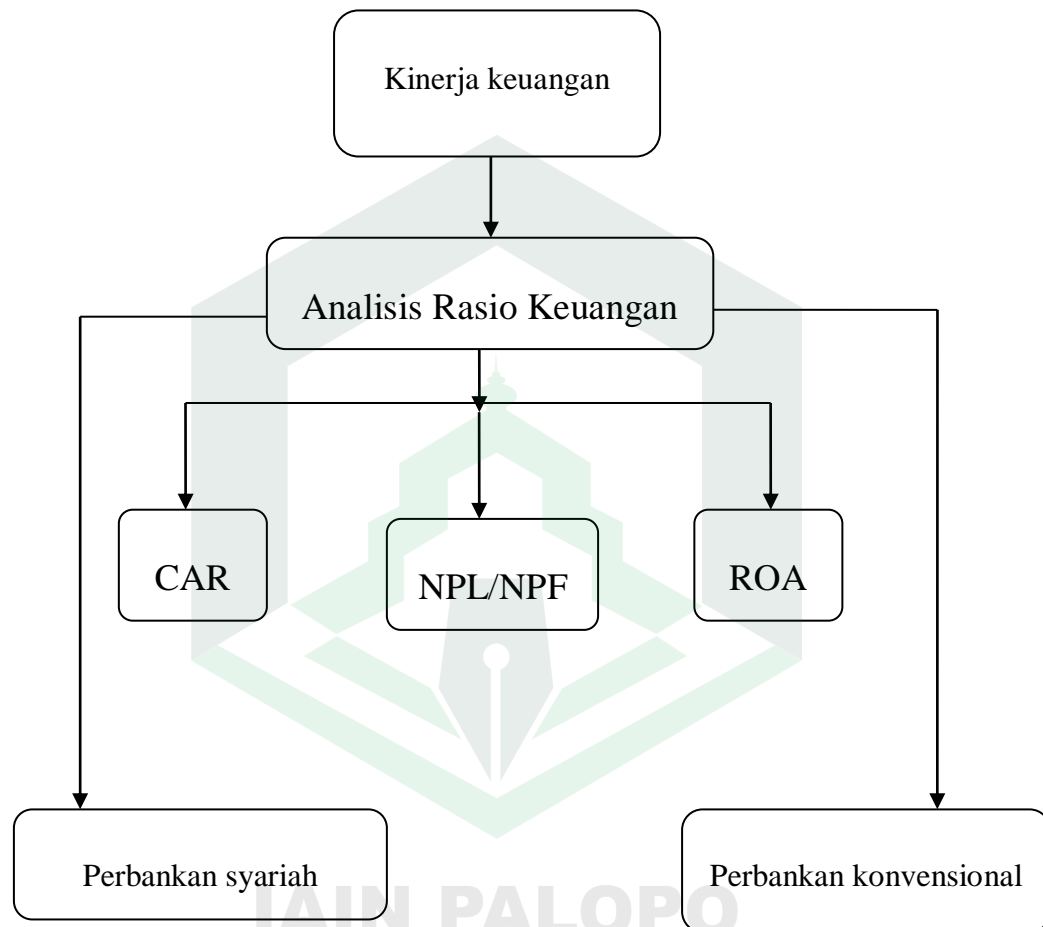 Kinerja keuangan
Analisis Rasio Keuangan
CAR
NPL/NPF
ROA
Perbankan syariah
Perbankan konvensional
IAIN PALOPO